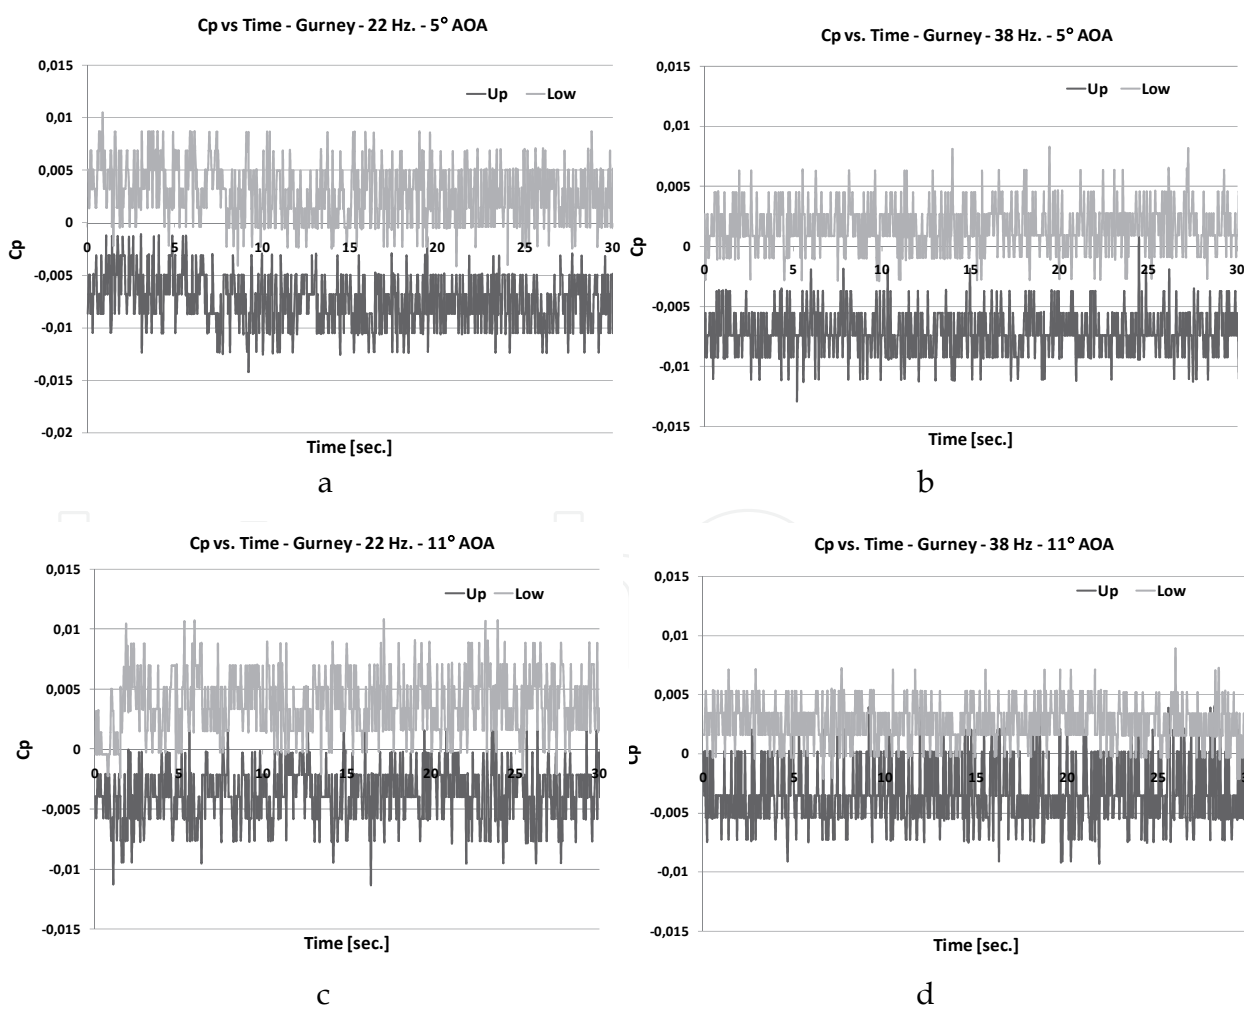 Cp vs Time - Gurney - 22 Hz. - 5° AOA
0,015
Up Low
0,01
0,005
0
0 5 10 15 20 25 30
Cp
-0,005
-0,01
-0,015
-0,02
Time [sec.]
a
Cp vs. Time - Gurney - 38 Hz. - 5° AOA
0,015
Up Low
0,01
0,005
0
Cp
0 5 10 15 20 25 30
-0,005
-0,01
-0,015
Time [sec.]
b
Cp vs. Time - Gurney - 22 Hz. - 11° AOA
0,015
Up Low
0,01
0,005
0
Cp
0 5 10 15 20 25 30
-0,005
-0,01
-0,015
Time [sec.]
c
Cp vs. Time - Gurney - 38 Hz - 11° AOA
0,015
Up Low
0,01
0,005
0
Cp
0 5 10 15 20 25
-0,005
-0,01
-0,015
Time [sec.]
d